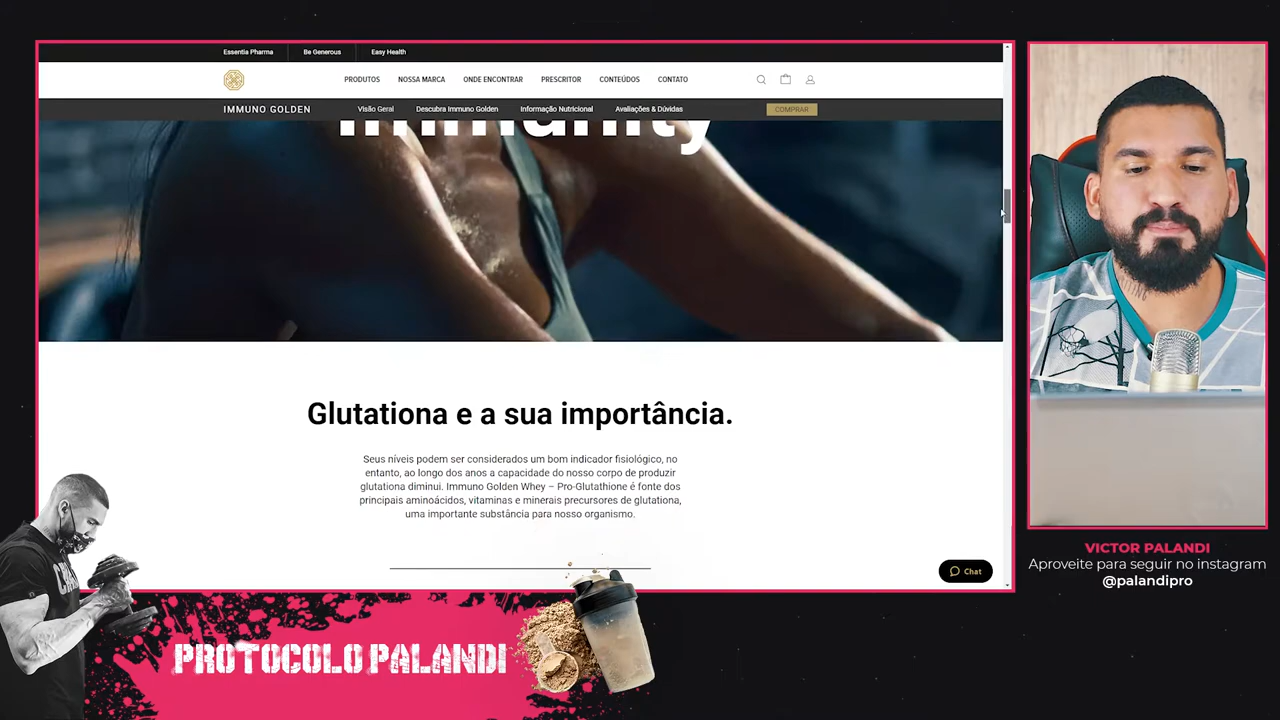 Essentia Pharma
Be Generous
Easy Health
PRODUTOS
NOSSA MARCA
ONDE ENCONTRAR
PRESCRITOR
CONTEÚDOS
CONTATO
IMMUNO GOLDEN
Visão Geral
Descubra Immuno Golden
Informação Nutricional
Avaliações & Dúvidas
COMPRAR
Immunity
Glutationa e a sua importância.
Seus níveis podem ser considerados um bom indicador fisiológico, no
entanto, ao longo dos anos a capacidade do nosso corpo de produzir
glutationa diminui. Immuno Golden Whey – Pro-Glutathione é fonte dos
principais aminoácidos, vitaminas e minerais precursores de glutationa,
uma importante substância para nosso organismo.
Chat
VICTOR PALANDI
Aproveite para seguir no instagram
@palandipro
PROTOCOLO PALANDI